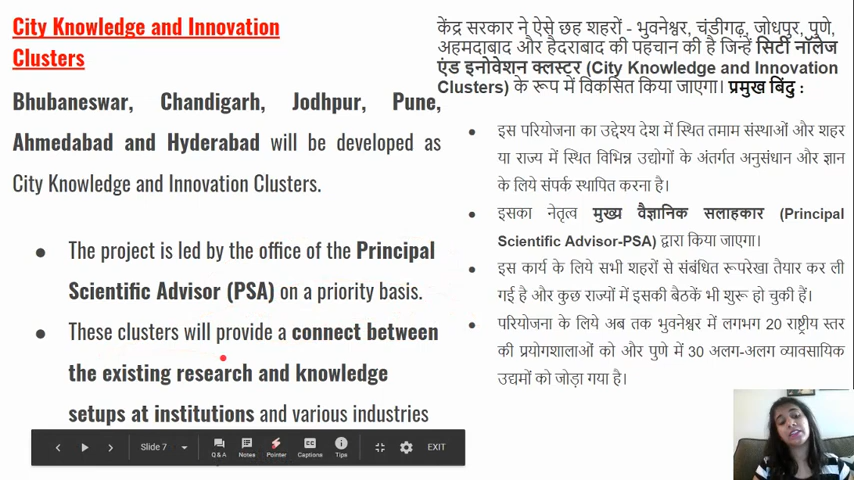 City Knowledge and Innovation
Clusters
Bhubaneswar, Chandigarh, Jodhpur, Pune,
Ahmedabad and Hyderabad will be developed as
City Knowledge and Innovation Clusters.
● The project is led by the office of the Principal
Scientific Advisor (PSA) on a priority basis.
● These clusters will provide a connect between
the existing research and knowledge
setups at institutions and various industries
केंद्र सरकार ने ऐसे छह शहरों - भुवनेश्वर, चंडीगढ़, जोधपुर, पुणे,
अहमदाबाद और हैदराबाद की पहचान की है जिन्हें सिटी नॉलेज
एंड इनोवेशन क्लस्टर (City Knowledge and Innovation
Clusters) के रूप में विकसित किया जाएगा। प्रमुख बिंदु :
● इस परियोजना का उद्देश्य देश में स्थित तमाम संस्थाओं और शहर
या राज्य में स्थित विभिन्न उद्योगों के अंतर्गत अनुसंधान और ज्ञान
के लिये संपर्क स्थापित करना है।
● इसका नेतृत्व मुख्य वैज्ञानिक सलाहकार (Principal
Scientific Advisor-PSA) द्वारा किया जाएगा।
● इस कार्य के लिये सभी शहरों से संबंधित रूपरेखा तैयार कर ली
गई है और कुछ राज्यों में इसकी बैठकें भी शुरू हो चुकी हैं।
● परियोजना के लिये अब तक भुवनेश्वर में लगभग 20 राष्ट्रीय स्तर
की प्रयोगशालाओं को और पुणे में 30 अलग-अलग व्यावसायिक
उद्यमों को जोड़ा गया है।
Slide 7 Q&A Notes Pointer Captions Tips EXIT